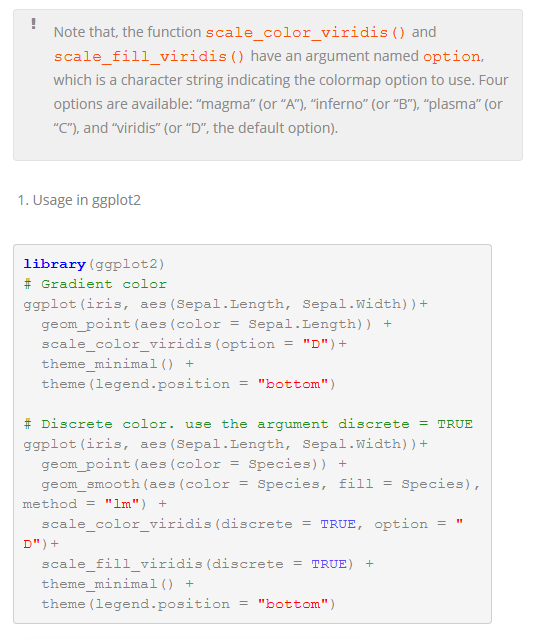 ! Note that, the function scale_color_viridis() and
scale_fill_viridis() have an argument named option,
which is a character string indicating the colormap option to use. Four
options are available: “magma” (or “A”), “inferno” (or “B”), “plasma” (or
“C”), and “viridis” (or “D”, the default option).
1. Usage in ggplot2
library(ggplot2)
# Gradient color
ggplot(iris, aes(Sepal.Length, Sepal.Width))+
  geom_point(aes(color = Sepal.Length)) +
  scale_color_viridis(option = "D")+
  theme_minimal() +
  theme(legend.position = "bottom")
# Discrete color. use the argument discrete = TRUE
ggplot(iris, aes(Sepal.Length, Sepal.Width))+
  geom_point(aes(color = Species)) +
  geom_smooth(aes(color = Species, fill = Species),
method = "lm") +
  scale_color_viridis(discrete = TRUE, option = "
D")+
  scale_fill_viridis(discrete = TRUE) +
  theme_minimal() +
  theme(legend.position = "bottom")